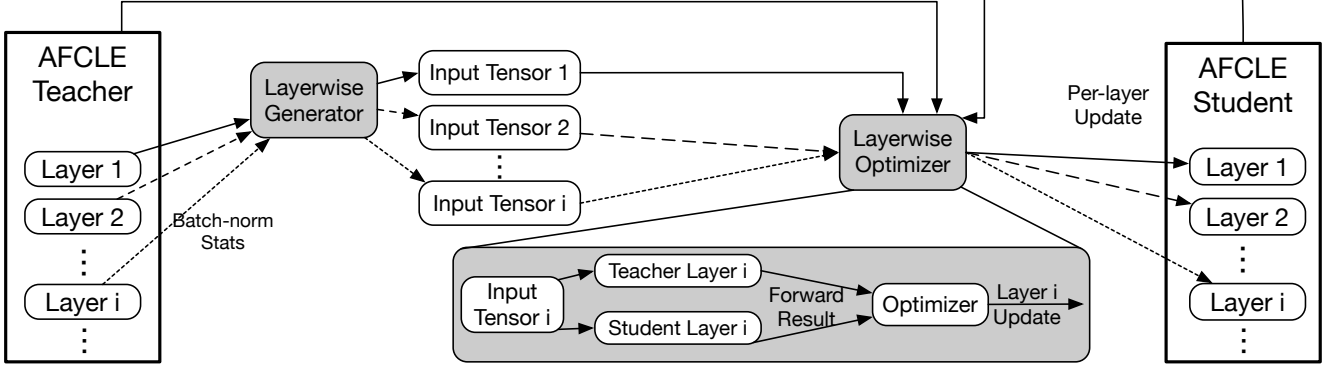 AFCLE
Teacher
Layer 1
Layer 2
Layer i
Batch-norm
Stats
Layerwise
Generator
Input Tensor 1
Input Tensor 2
Input Tensor i
Layerwise
Optimizer
Input
Tensor i
Teacher Layer i
Student Layer i
Forward
Result
Optimizer
Layer i
Update
Per-layer
Update
AFCLE
Student
Layer 1
Layer 2
Layer i